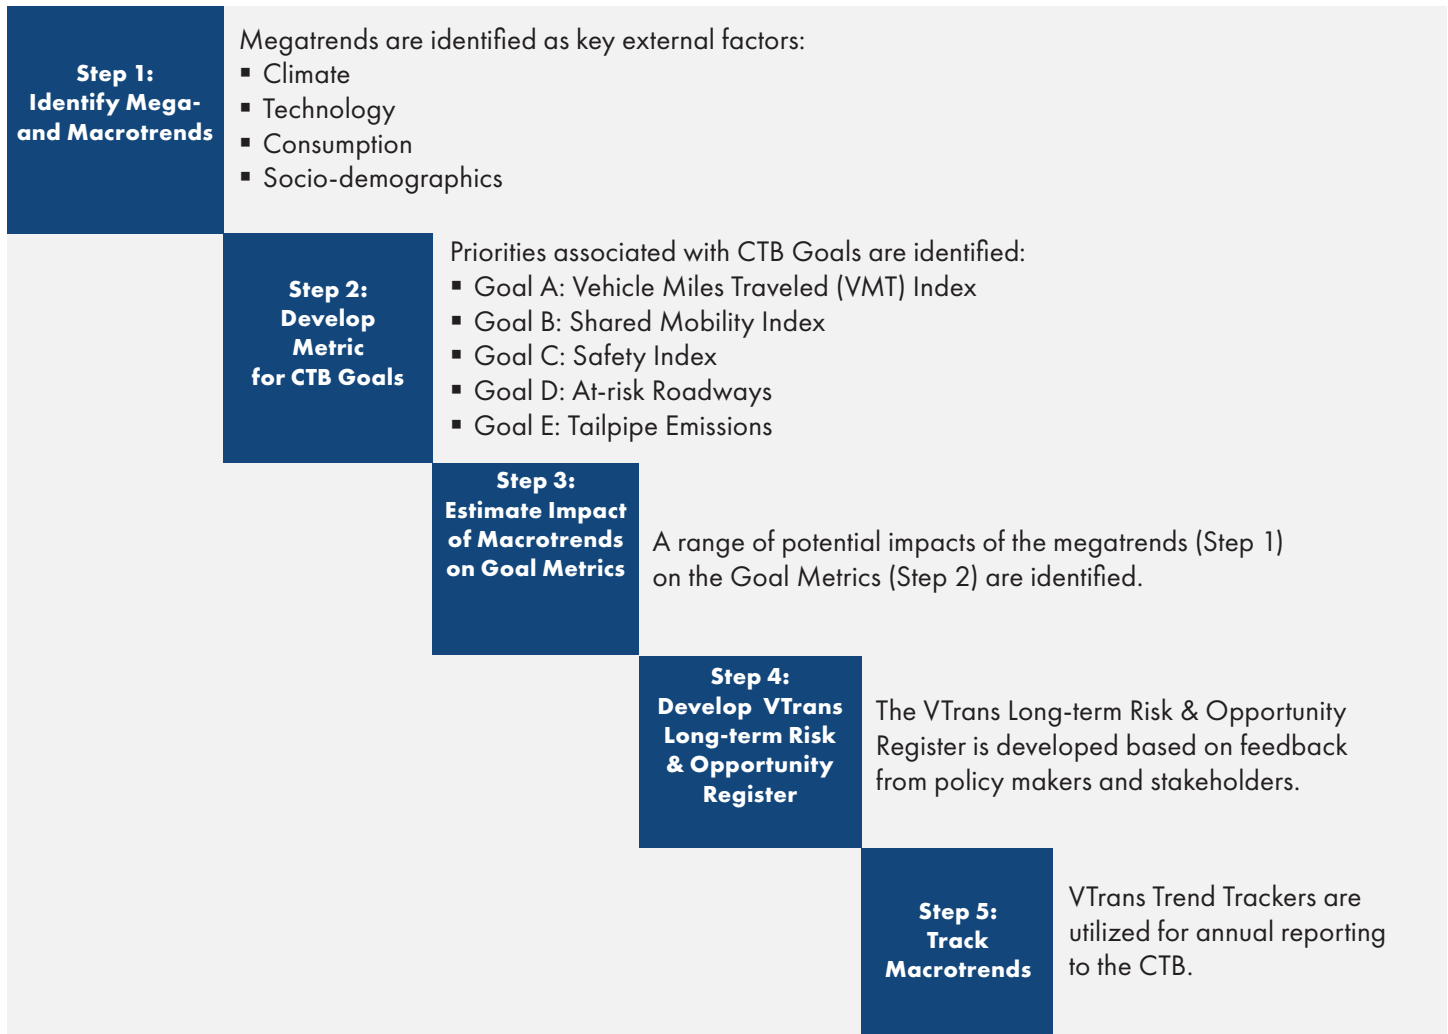 Step 1:
Identify Mega-
and Macrotrends
Megatrends are identified as key external factors:
▪ Climate
▪ Technology
▪ Consumption
▪ Socio-demographics
Step 2:
Develop
Metric
for CTB Goals
Priorities associated with CTB Goals are identified:
▪ Goal A: Vehicle Miles Traveled (VMT) Index
▪ Goal B: Shared Mobility Index
▪ Goal C: Safety Index
▪ Goal D: At-risk Roadways
▪ Goal E: Tailpipe Emissions
Step 3:
Estimate Impact
of Macrotrends
on Goal Metrics
A range of potential impacts of the megatrends (Step 1)
on the Goal Metrics (Step 2) are identified.
Step 4:
Develop VTrans
Long-term Risk
& Opportunity
Register
The VTrans Long-term Risk & Opportunity
Register is developed based on feedback
from policy makers and stakeholders.
Step 5:
Track
Macrotrends
VTrans Trend Trackers are
utilized for annual reporting
to the CTB.